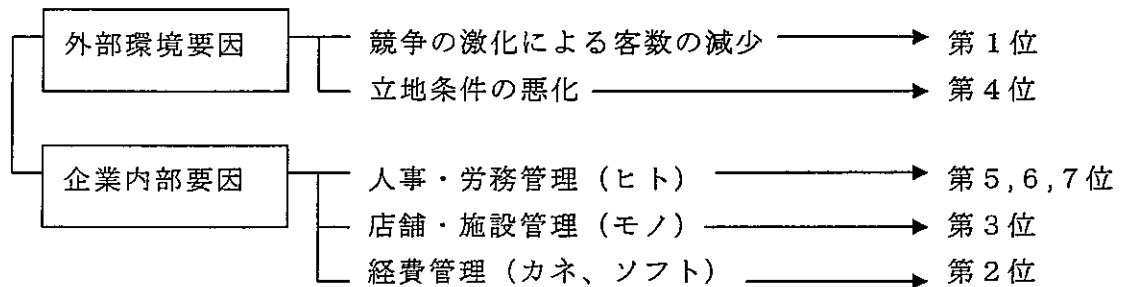 外部環境要因 競争の激化による客数の減少 第1位
立地条件の悪化 第4位
企業内部要因 人事・労務管理(ヒト) 第5,6,7位
店舗・施設管理(モノ) 第3位
経費管理(カネ、ソフト) 第2位